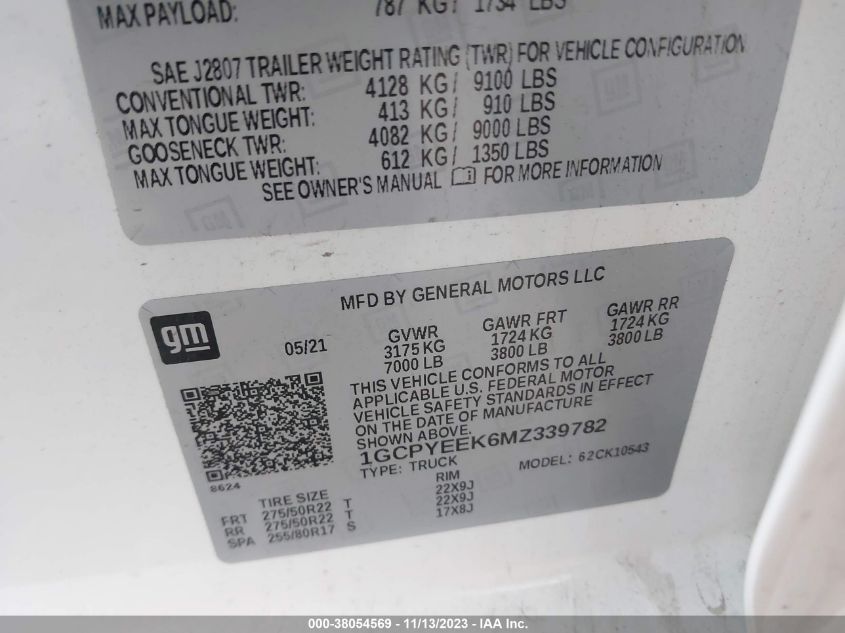 MAX PAYLOAD: 787 KG/ 1734 LBS
SAE J2807 TRAILER WEIGHT RATING (TWR) FOR VEHICLE CONFIGURATION
CONVENTIONAL TWR: 4128 KG/ 9100 LBS
MAX TONGUE WEIGHT: 413 KG/ 910 LBS
GOOSENECK TWR: 4082 KG/ 9000 LBS
MAX TONGUE WEIGHT: 612 KG/ 1350 LBS
SEE OWNER'S MANUAL FOR MORE INFORMATION
MFD BY GENERAL MOTORS LLC
gm
05/21
GVWR GAWR FRT GAWR RR
3175 KG 1724 KG 1724 KG
7000 LB 3800 LB 3800 LB
THIS VEHICLE CONFORMS TO ALL
APPLICABLE U.S. FEDERAL MOTOR
VEHICLE SAFETY STANDARDS IN EFFECT
ON THE DATE OF MANUFACTURE
SHOWN ABOVE.
1GCPYEEK6MZ339782
TYPE: TRUCK MODEL: 62CK10543
8624
TIRE SIZE RIM
FRT 275/50R22 T 22X9J
RR 275/50R22 T 22X9J
SPA 255/80R17 S 17X8J
000-38054569 - 11/13/2023 - IAA